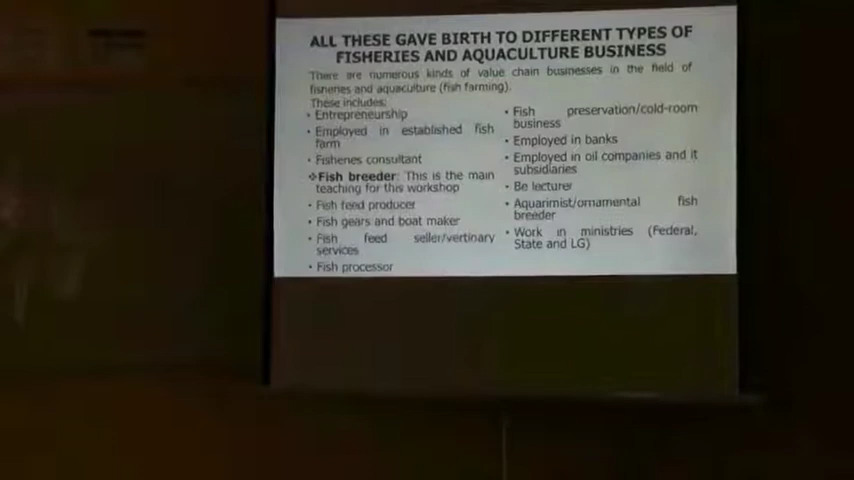 ALL THESE GAVE BIRTH TO DIFFERENT TYPES OF
FISHERIES AND AQUACULTURE BUSINESS
There are numerous kinds of value chain businesses in the field of
fisheries and aquaculture (fish farming).
These includes:
• Entrepreneurship
• Employed in established fish
farm
• Fisheries consultant
❖Fish breeder: This is the main
teaching for this workshop
• Fish feed producer
• Fish gears and boat maker
• Fish feed seller/vertinary
services
• Fish processor
• Fish preservation/cold-room
business
• Employed in banks
• Employed in oil companies and it
subsidiaries
• Be lecturer
• Aquarimist/ornamental fish
breeder
• Work in ministries (Federal,
State and LG)